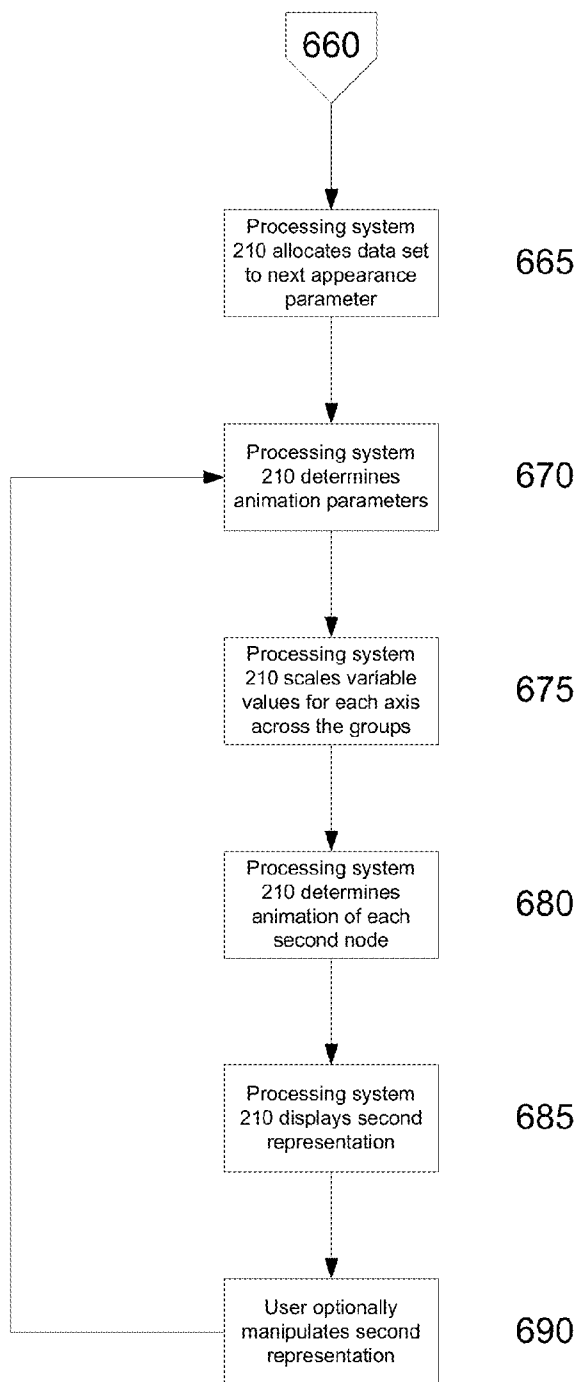 660
Processing system
210 allocates data set
to next appearance
parameter
665
Processing system
210 determines
animation parameters
670
Processing system
210 scales variable
values for each axis
across the groups
675
Processing system
210 determines
animation of each
second node
680
Processing system
210 displays second
representation
685
User optionally
manipulates second
representation
690